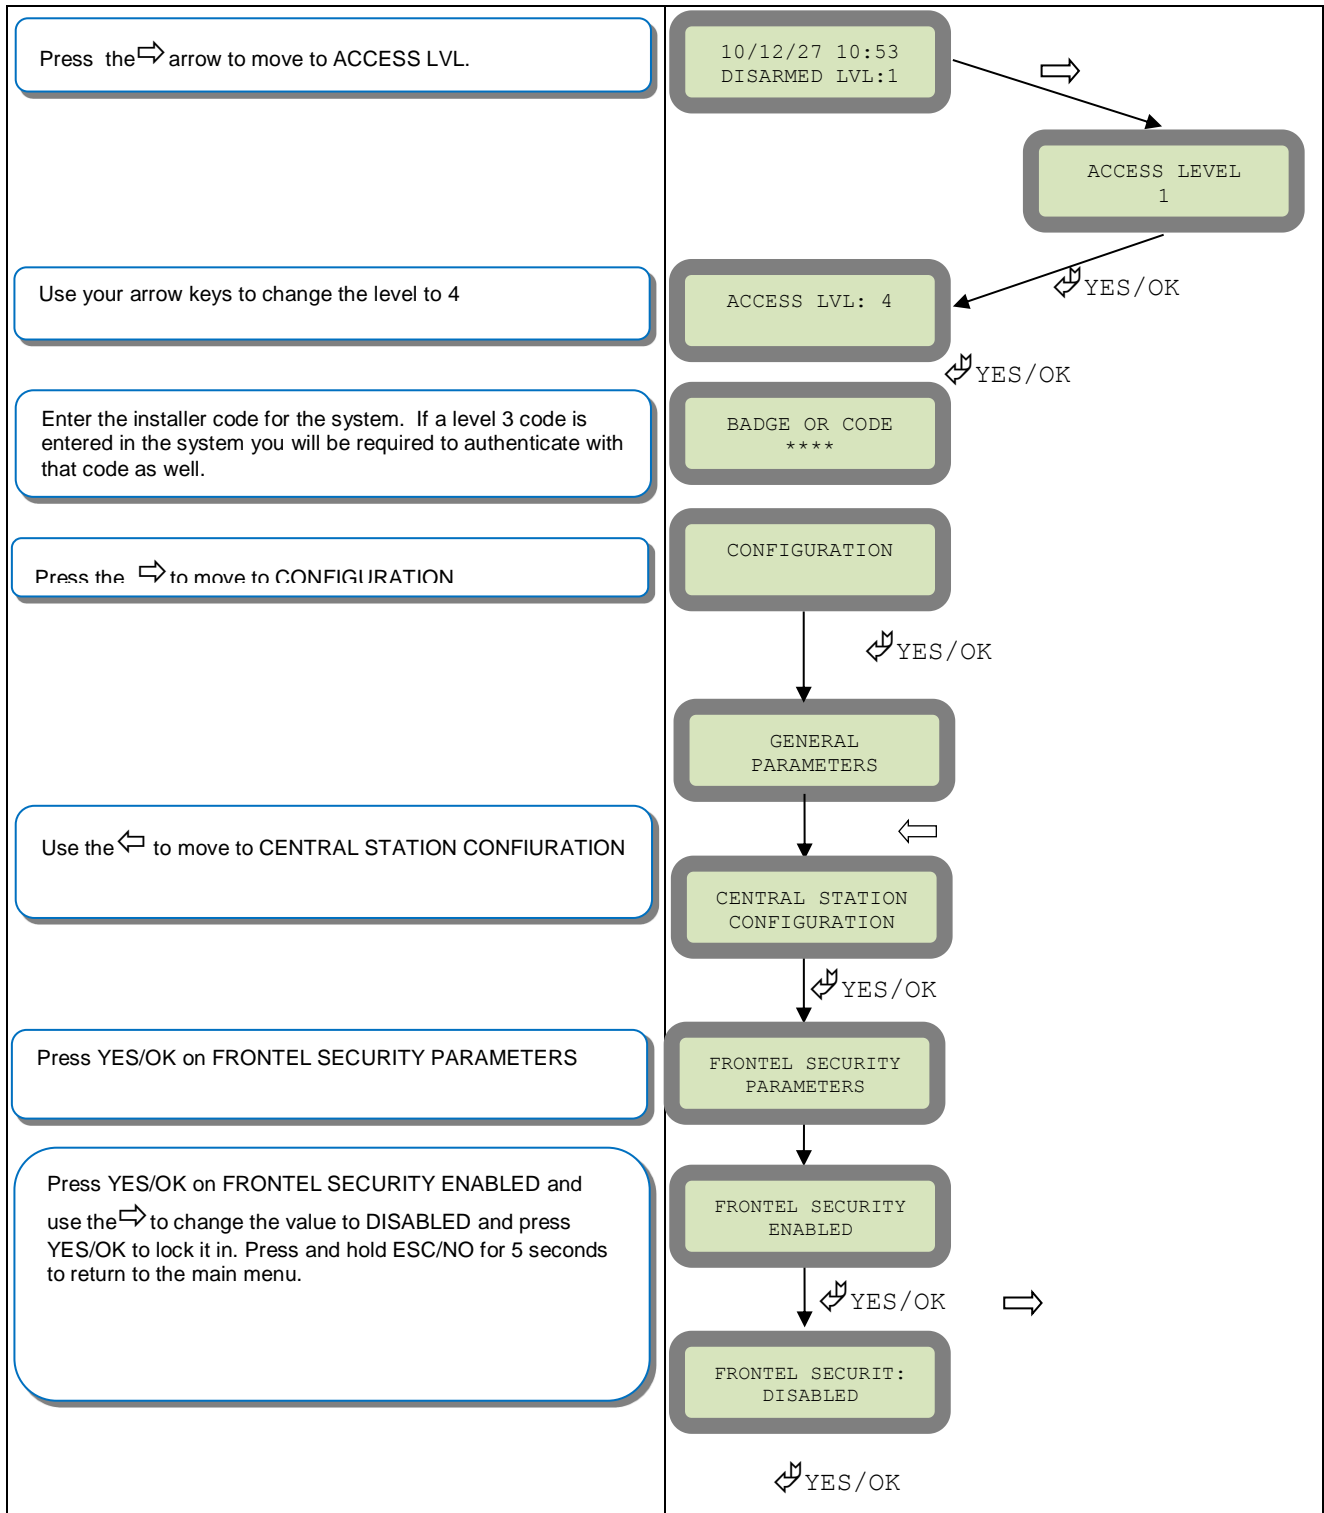 Press the ⇨ arrow to move to ACCESS LVL.
10/12/27 10:53
DISARMED LVL:1
⇨
ACCESS LEVEL
1
YES/OK
Use your arrow keys to change the level to 4
ACCESS LVL: 4
YES/OK
Enter the installer code for the system. If a level 3 code is
entered in the system you will be required to authenticate with
that code as well.
BADGE OR CODE
****
Press the ⇨ to move to CONFIGURATION
CONFIGURATION
YES/OK
GENERAL
PARAMETERS
Use the ⇦ to move to CENTRAL STATION CONFIURATION
⇦
CENTRAL STATION
CONFIGURATION
YES/OK
Press YES/OK on FRONTEL SECURITY PARAMETERS
FRONTEL SECURITY
PARAMETERS
Press YES/OK on FRONTEL SECURITY ENABLED and
use the ⇨ to change the value to DISABLED and press
YES/OK to lock it in. Press and hold ESC/NO for 5 seconds
to return to the main menu.
FRONTEL SECURITY
ENABLED
YES/OK ⇨
FRONTEL SECURIT:
DISABLED
YES/OK